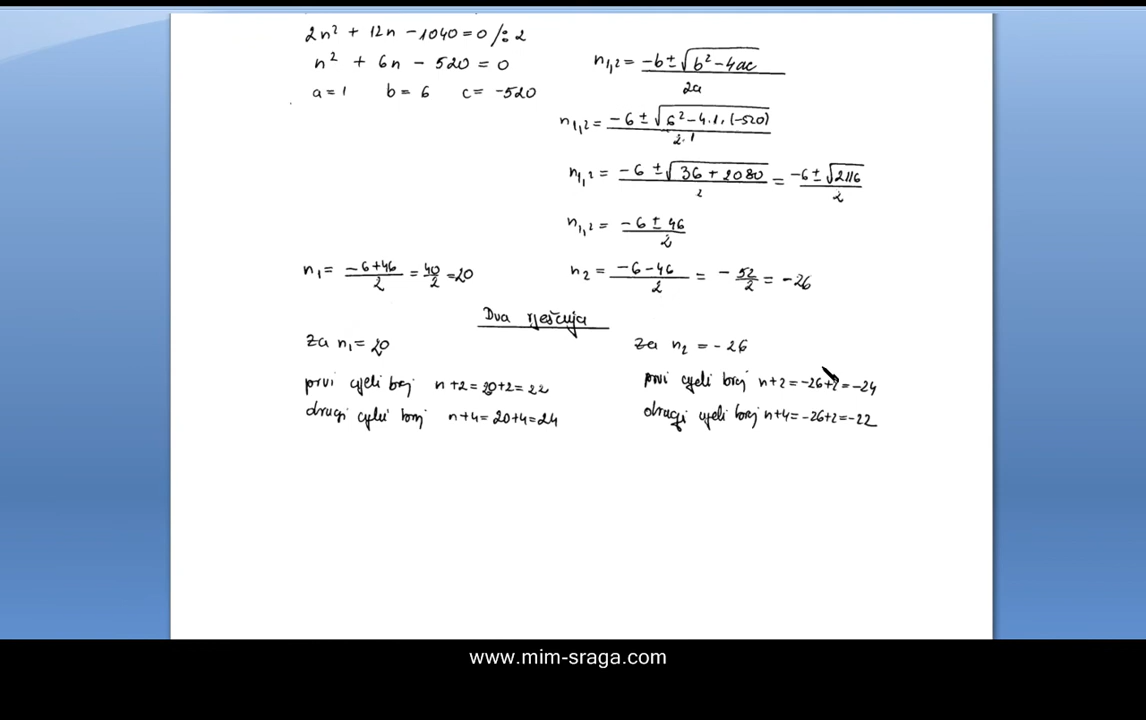 2n² + 12n - 1040 = 0 /: 2
n² + 6n - 520 = 0
a = 1 b = 6 c = -520
n₁,₂ = (-b ± √(b² - 4ac)) / 2a
n₁,₂ = (-6 ± √(6² - 4·1·(-520))) / 2·1
n₁,₂ = (-6 ± √(36 + 2080)) / 2 = (-6 ± √2116) / 2
n₁,₂ = (-6 ± 46) / 2
n₁ = (-6+46) / 2 = 40/2 = 20
n₂ = (-6-46) / 2 = -52/2 = -26
Dva rješenja
Za n₁ = 20
prvi cijeli broj n+2 = 20+2 = 22
drugi cijeli broj n+4 = 20+4 = 24
Za n₂ = -26
prvi cijeli broj n+2 = -26+2 = -24
drugi cijeli broj n+4 = -26+2 = -22
www.mim-sraga.com